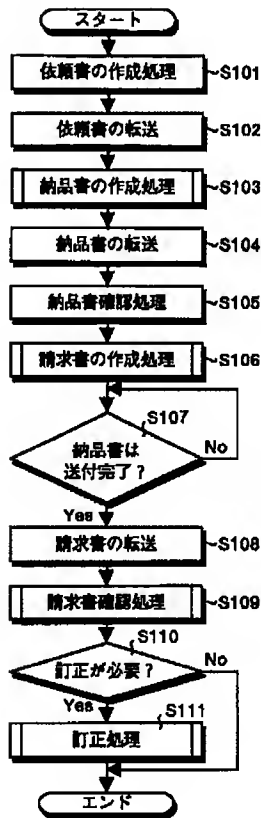 スタート
依頼書の作成処理 S101
依頼書の転送 S102
納品書の作成処理 S103
納品書の転送 S104
納品書確認処理 S105
請求書の作成処理 S106
S107
納品書は
送付完了？
No
Yes
請求書の転送 S108
請求書確認処理 S109
S110
訂正が必要？
No
Yes
S111
訂正処理
エンド